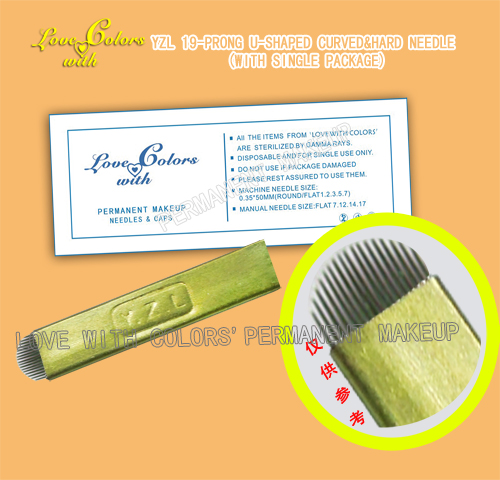 Love Colors
with
YZL 19-PRONG U-SHAPED CURVED&HARD NEEDLE
(WITH SINGLE PACKAGE)
Love Colors
with
PERMANENT MAKEUP
NEEDLES & CAPS
All THE ITEMS FROM 'LOVE WITH COLORS'
ARE STERILIZED BY GAMMA RAYS.
DISPOSABLE AND/FOR SINGLE USE ONLY.
DO NOT USE IF PACKAGE DAMAGED
PLEASE REST ASSURED TO USE THEM.
MACHINE NEEDLE SIZE:
0.35*50MM(ROUND/FLAT1.2.3.5.7)
MANUAL NEEDLE SIZE:FLAT 7.12.14.17
PERMANENT MAKEUP
YZL
LOVE WITH COLORS' PERMANENT MAKEUP
仅供参考